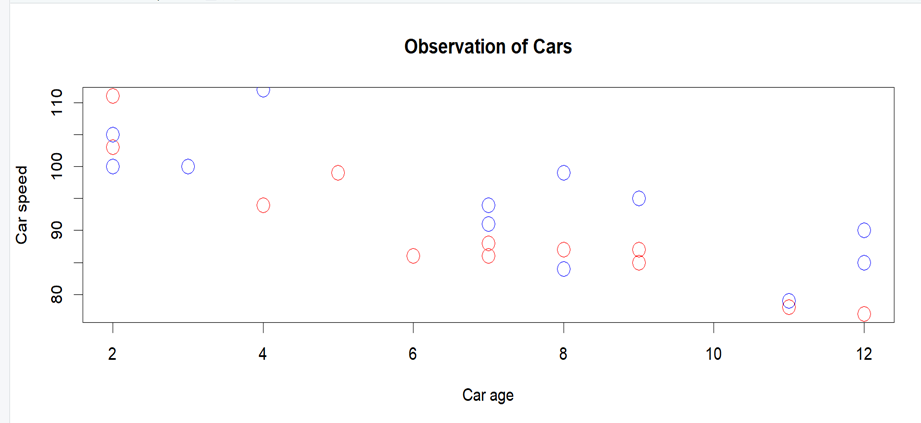 Observation of Cars
Car speed
110
100
90
80
2 4 6 8 10 12
Car age